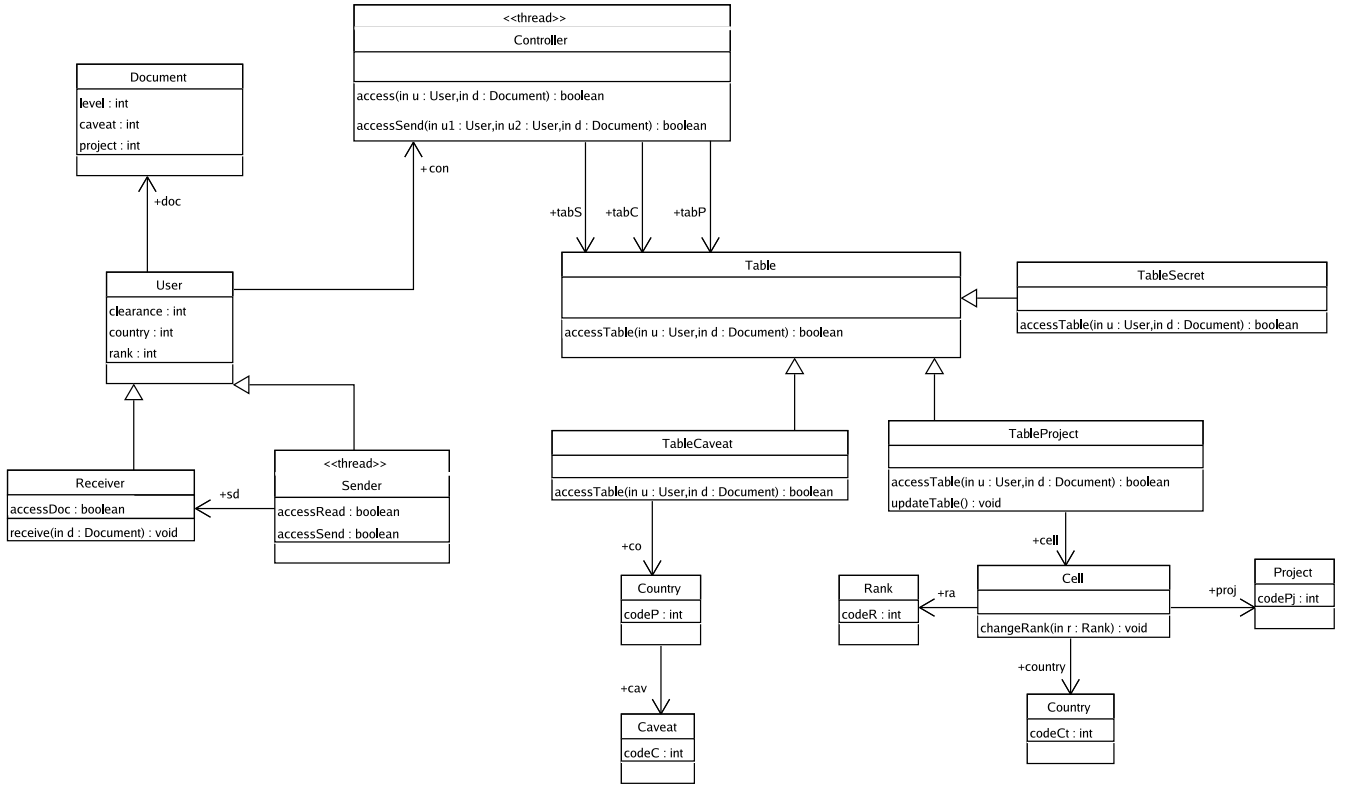 <<thread>>
Controller
access(in u : User,in d : Document) : boolean
accessSend(in u1 : User,in u2 : User,in d : Document) : boolean
Document
level : int
caveat : int
project : int
+doc
+con
+tabS
+tabC
+tabP
User
clearance : int
country : int
rank : int
Table
accessTable(in u : User,in d : Document) : boolean
TableSecret
accessTable(in u : User,in d : Document) : boolean
Receiver
accessDoc : boolean
receive(in d : Document) : void
+sd
<<thread>>
Sender
accessRead : boolean
accessSend : boolean
TableCaveat
accessTable(in u : User,in d : Document) : boolean
TableProject
accessTable(in u : User,in d : Document) : boolean
updateTable() : void
+co
+cell
Country
codeP : int
+cav
Caveat
codeC : int
Rank
codeR : int
+ra
Cell
changeRank(in r : Rank) : void
+proj
Project
codePj : int
+country
Country
codeCt : int